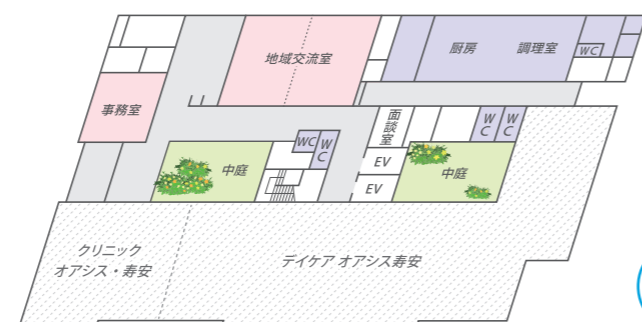 地域交流室
厨房
調理室
WC
事務室
面談室
WC
WC
WC
WC
中庭
EV
中庭
EV
クリニック
オアシス・寿安
デイケア オアシス寿安